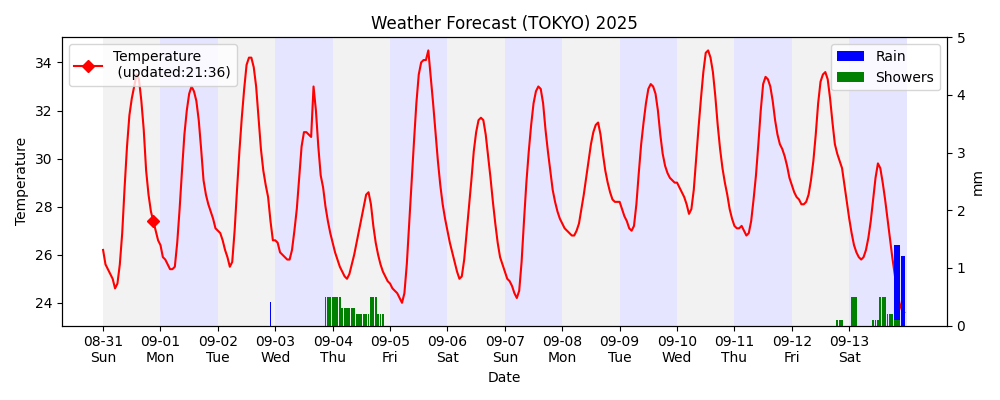 Weather Forecast (TOKYO) 2025
Temperature
(updated:21:36)
Rain
Showers
Temperature
34
32
30
28
26
24
5
4
3
2
1
0
mm
08-31 09-01 09-02 09-03 09-04 09-05 09-06 09-07 09-08 09-09 09-10 09-11 09-12 09-13
Sun Mon Tue Wed Thu Fri Sat Sun Mon Tue Wed Thu Fri Sat
Date